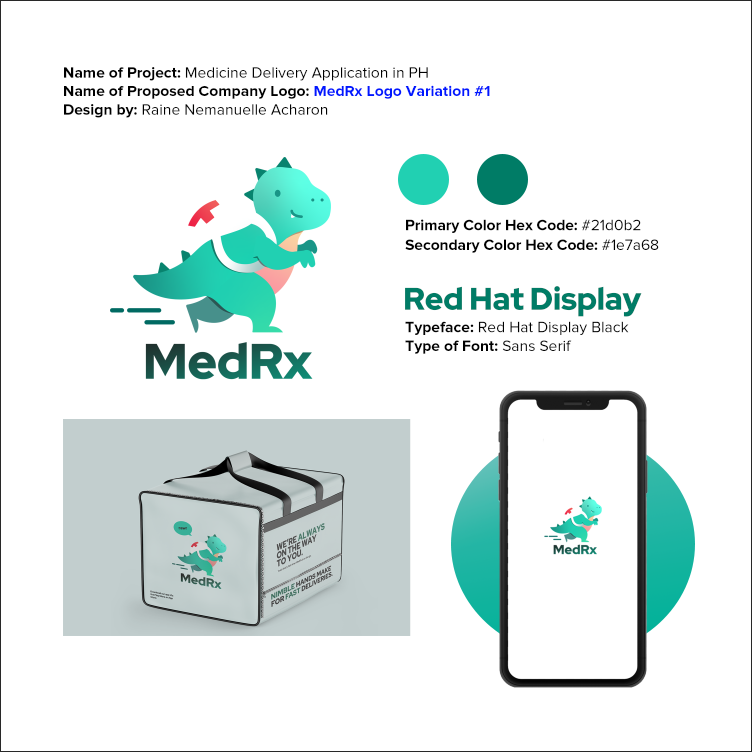 Name of Project: Medicine Delivery Application in PH
Name of Proposed Company Logo: MedRx Logo Variation #1
Design by: Raine Nemanuelle Acharon
Primary Color Hex Code: #21d0b2
Secondary Color Hex Code: #1e7a68
Red Hat Display
Typeface: Red Hat Display Black
Type of Font: Sans Serif
MedRx
WE'RE ALWAYS
ON THE WAY
TO YOU.
NIMBLE HANDS MAKE
FOR FAST DELIVERIES.
MedRx
MedRx